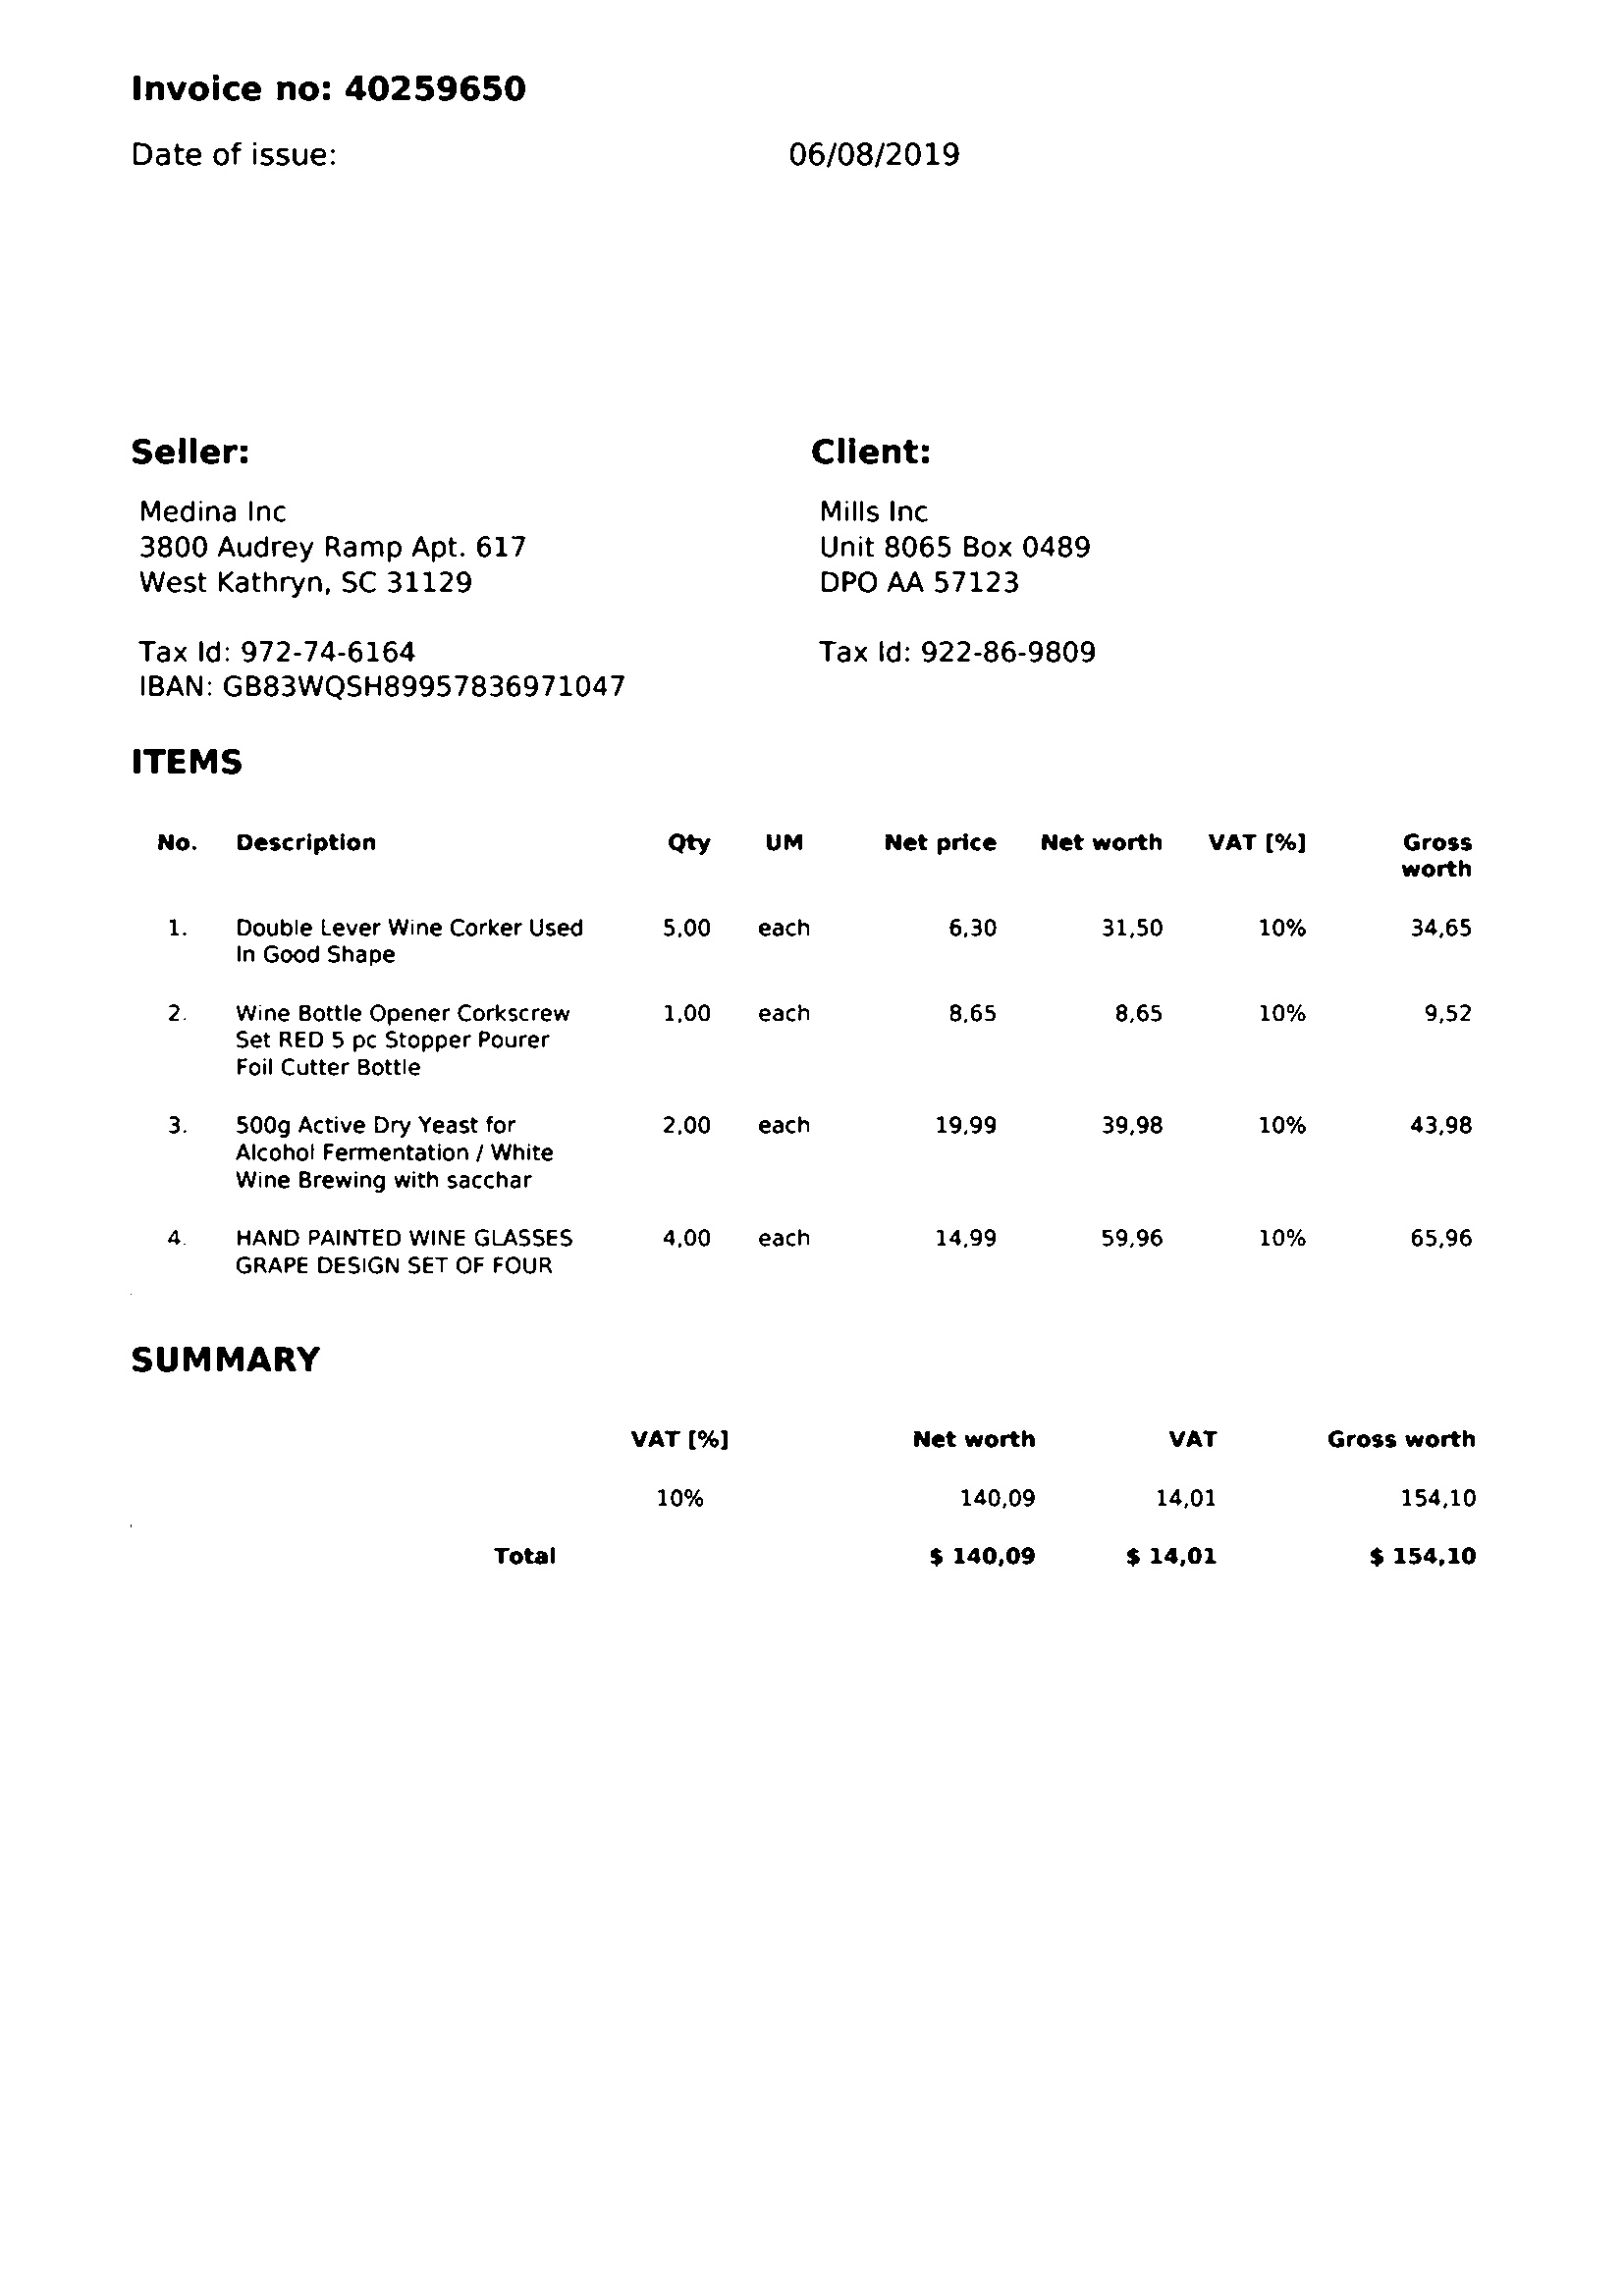 Invoice no: 40259650
Date of issue: 06/08/2019
Seller: Client:
Medina Inc Mills Inc
3800 Audrey Ramp Apt. 617 Unit 8065 Box 0489
West Kathryn, SC 31129 DPO AA 57123
Tax Id: 972-74-6164 Tax Id: 922-86-9809
IBAN: GB83WQSH89957836971047
ITEMS
No. Description Qty UM Net price Net worth VAT [%] Gross
worth
1. Double Lever Wine Corker Used 5,00 each 6,30 31,50 10% 34,65
In Good Shape
2. Wine Bottle Opener Corkscrew 1,00 each 8,65 8,65 10% 9,52
Set RED 5 pc Stopper Pourer
Foil Cutter Bottle
3. 500g Active Dry Yeast for 2,00 each 19,99 39,98 10% 43,98
Alcohol Fermentation / White
Wine Brewing with sacchar
4. HAND PAINTED WINE GLASSES 4,00 each 14,99 59,96 10% 65,96
GRAPE DESIGN SET OF FOUR
SUMMARY
VAT [%] Net worth VAT Gross worth
10% 140,09 14,01 154,10
Total $ 140,09 $ 14,01 $ 154,10